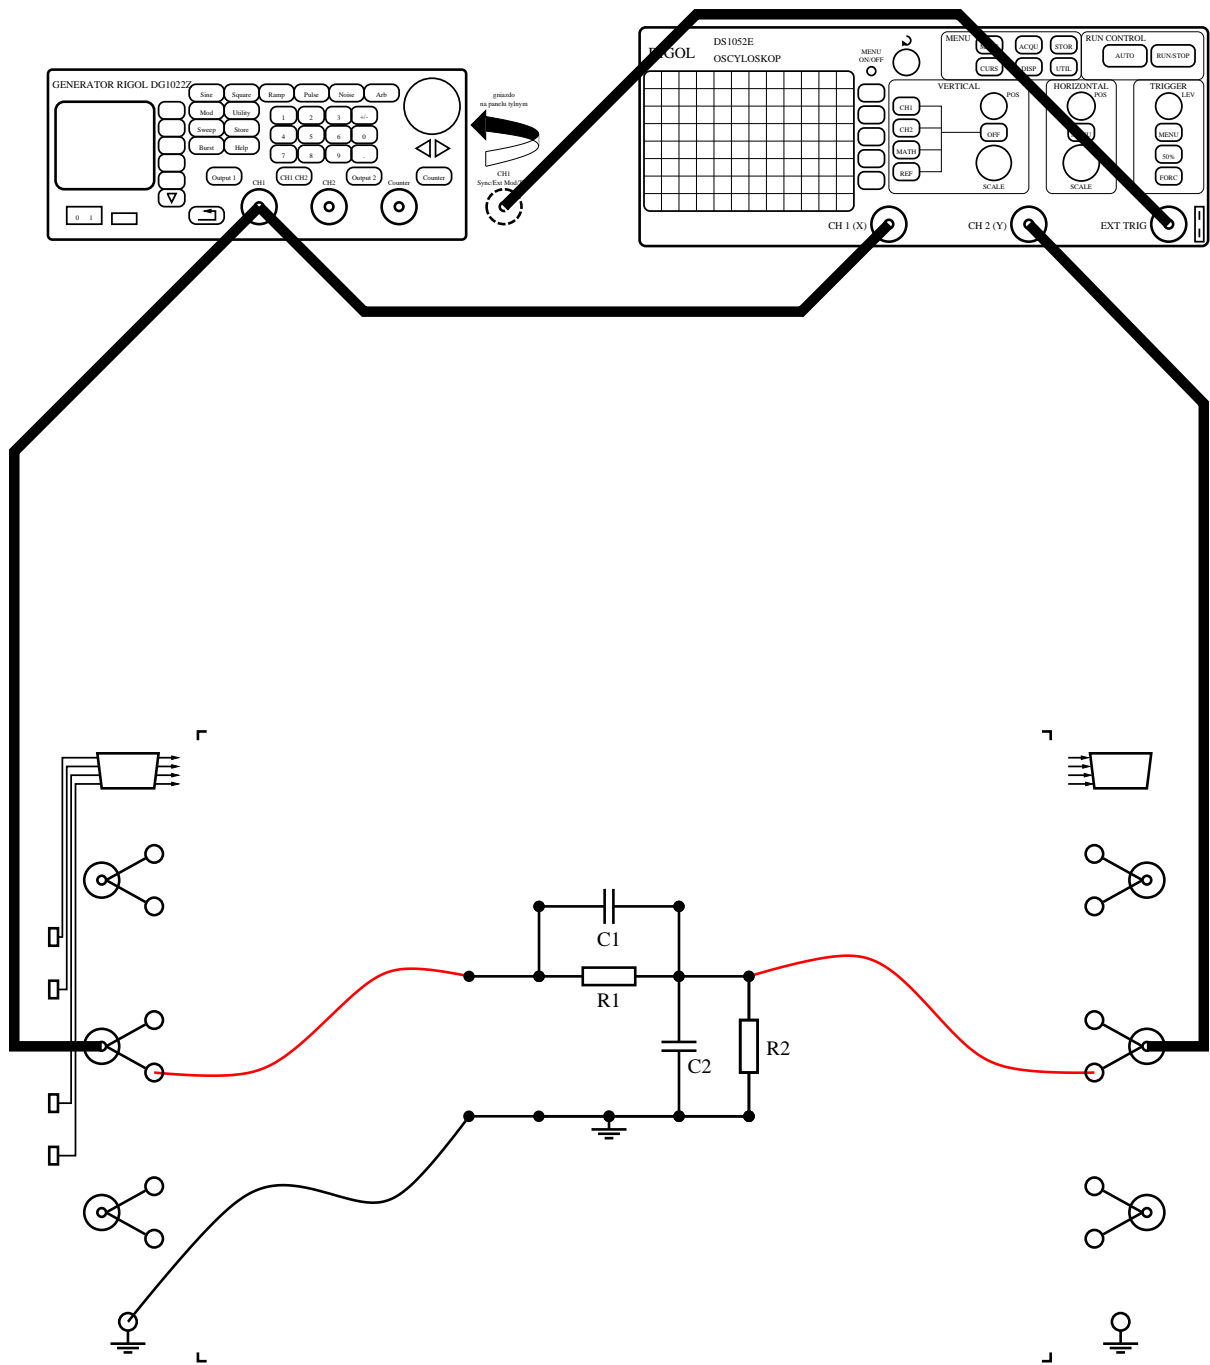 GENERATOR RIGOL DG1022Z
Sine Square Ramp Pulse Noise Arb
Mod Utility 1 2 3 +/-
Sweep Store 4 5 6 0
Burst Help 7 8 9 .
Output 1 CH1 CH1 CH2 CH2 Output 2 Counter Counter
0 1
gniazdo
na panelu tylnym
CH1
Sync/Ext Mod/
RIGOL
DS1052E
OSCYLOSKOP
MENU
ON/OFF
MENU
ACQU STOR
CURS DISP UTIL
RUN CONTROL
AUTO RUN/STOP
VERTICAL
POS
CH1
CH2
MATH
REF
OFF
SCALE
HORIZONTAL
POS
SCALE
TRIGGER
LEV
MENU
50%
FORC
CH 1 (X)
CH 2 (Y)
EXT TRIG
C1
R1
C2
R2